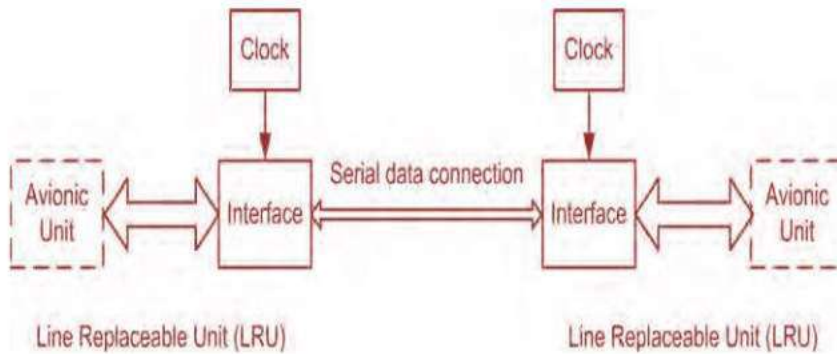 Clock
Clock
Serial data connection
Avionic
Unit
Interface
Interface
Avionic
Unit
Line Replaceable Unit (LRU)
Line Replaceable Unit (LRU)